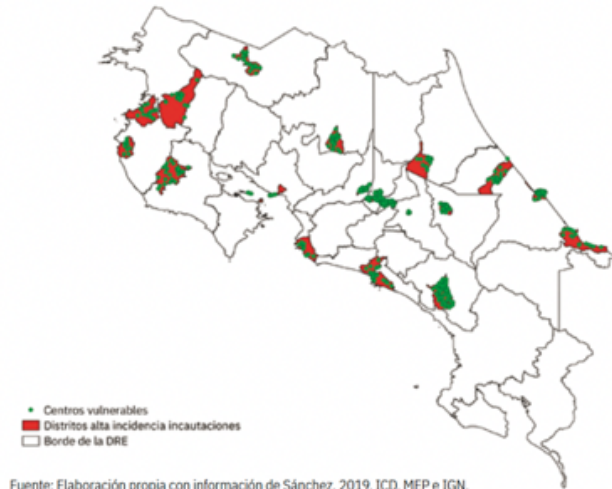 Centros vulnerables
Distritos alta incidencia incautaciones
Borde de la DRE
Fuente: Elaboración propia con información de Sánchez, 2019, ICD, MEP e IGN.